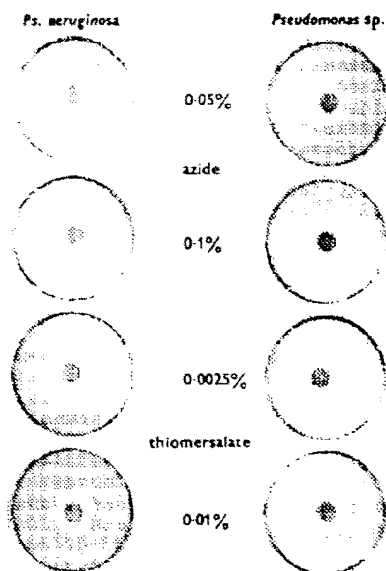 Ps. aeruginosa Pseudomonas sp.
0·05%
azide
0·1%
0·0025%
thiomersalate
0·01%